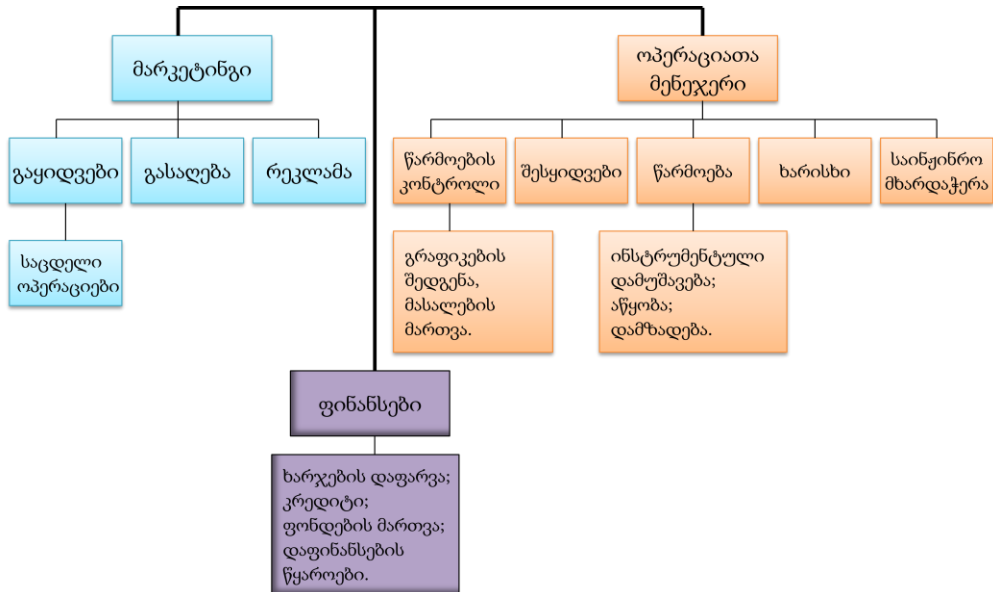 მარკეტინგი
ოპერაციათა
მენეჯერი
გაყიდვები
გასაღება
რეკლამა
წარმოების
კონტროლი
შესყიდვები
წარმოება
ხარისხი
საინჟინრო
მხარდაჭერა
საცდელი
ოპერაციები
გრაფიკების
შედგენა,
მასალების
მართვა.
ინსტრუმენტული
დამუშავება;
აწყობა;
დამზადება.
ფინანსები
ხარჯების დაფარვა;
კრედიტი;
ფონდების მართვა;
დაფინანსების
წყაროები.